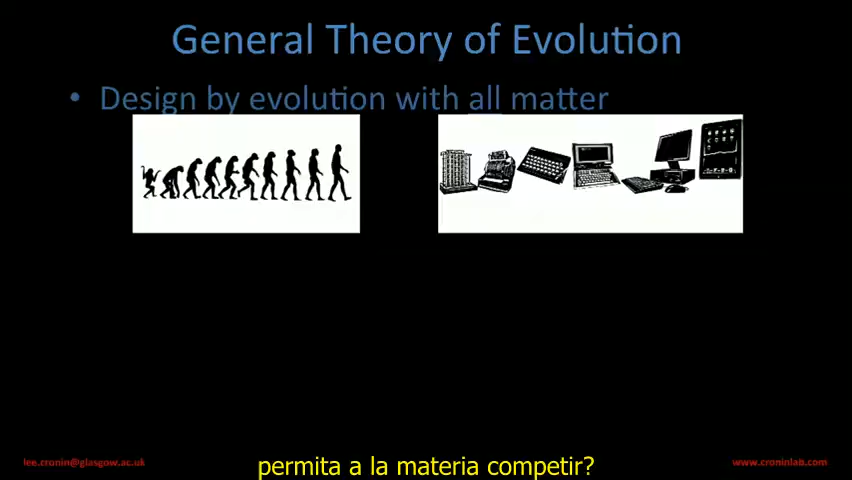 General Theory of Evolution
• Design by evolution with all matter
lee.cronin@glasgow.ac.uk
permita a la materia competir?
www.croninlab.com